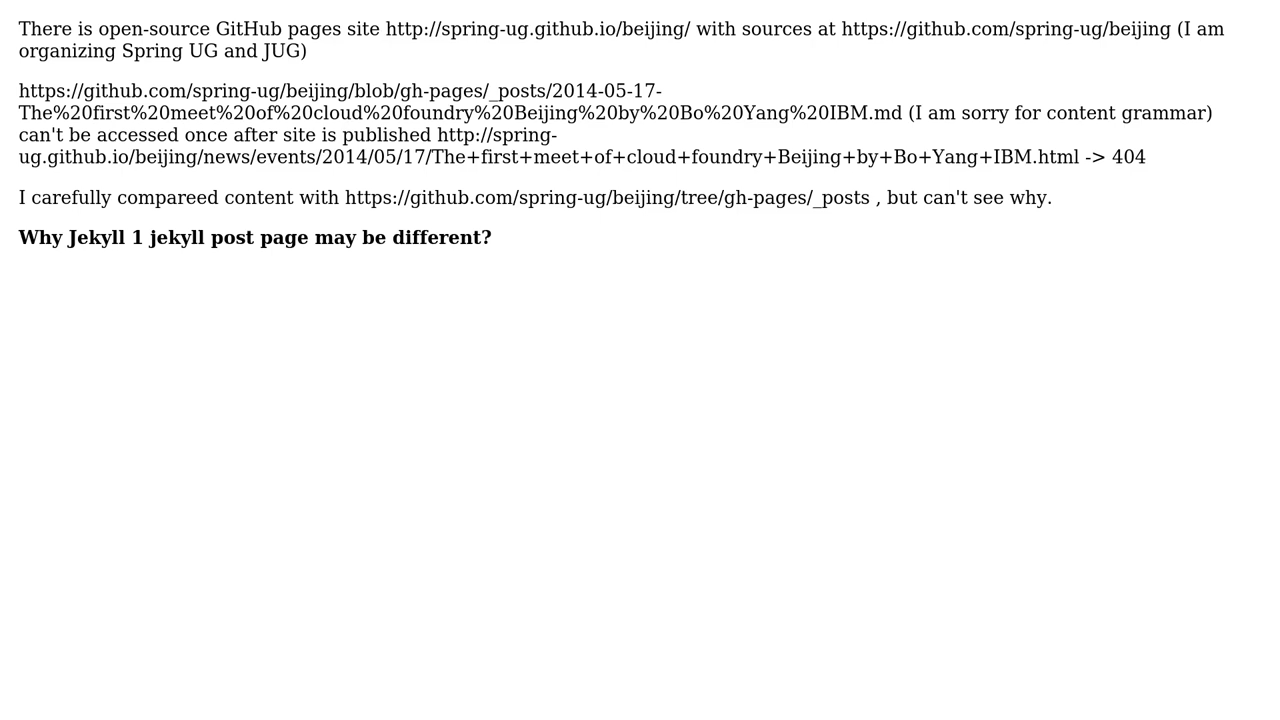 There is open-source GitHub pages site http://spring-ug.github.io/beijing/ with sources at https://github.com/spring-ug/beijing (I am
organizing Spring UG and JUG)
https://github.com/spring-ug/beijing/blob/gh-pages/_posts/2014-05-17-
The%20first%20meet%20of%20cloud%20foundry%20Beijing%20by%20Bo%20Yang%20IBM.md (I am sorry for content grammar)
can't be accessed once after site is published http://spring-
ug.github.io/beijing/news/events/2014/05/17/The+first+meet+of+cloud+foundry+Beijing+by+Bo+Yang+IBM.html -> 404
I carefully compareed content with https://github.com/spring-ug/beijing/tree/gh-pages/_posts , but can't see why.
Why Jekyll 1 jekyll post page may be different?